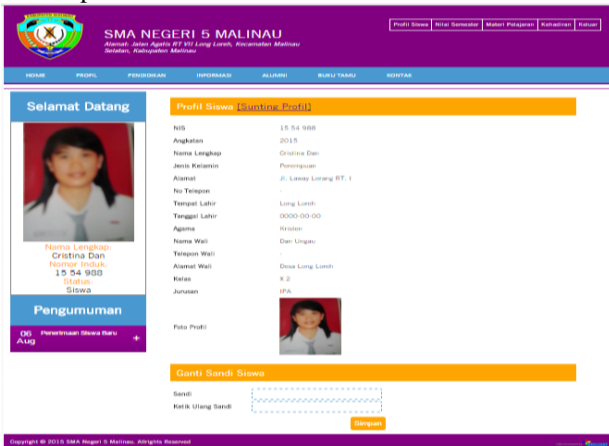 SMA NEGERI 5 MALINAU
Alamat: Jalan Agatis RT VII Long Loreh, Kecamatan Malinau
Selatan, Kabupaten Malinau
Profil Siswa Nilai Semester Materi Pelajaran Kehadiran Keluar
HOME PROFIL PENDIDIKAN INFORMASI ALUMNI BUKU TAMU KONTAK
Selamat Datang
Nama Lengkap:
Cristina Dan
Nomor Induk:
15 54 988
Status:
Siswa
Pengumuman
06 Aug Penerimaan Siswa Baru +
Profil Siswa [Sunting Profil]
NIS 15 54 988
Angkatan 2015
Nama Lengkap Cristina Dan
Jenis Kelamin Perempuan
Alamat Jl. Laway Lorang RT. I
No Telepon -
Tempat Lahir Long Loreh
Tanggal Lahir 0000-00-00
Agama Kristen
Nama Wali Dan Ungau
Telepon Wali -
Alamat Wali Desa Long Loreh
Kelas X 2
Jurusan IPA
Foto Profil
Ganti Sandi Siswa
Sandi
Ketik Ulang Sandi
Simpan
Copyright © 2015 SMA Negeri 5 Malinau. Allrights Reserved